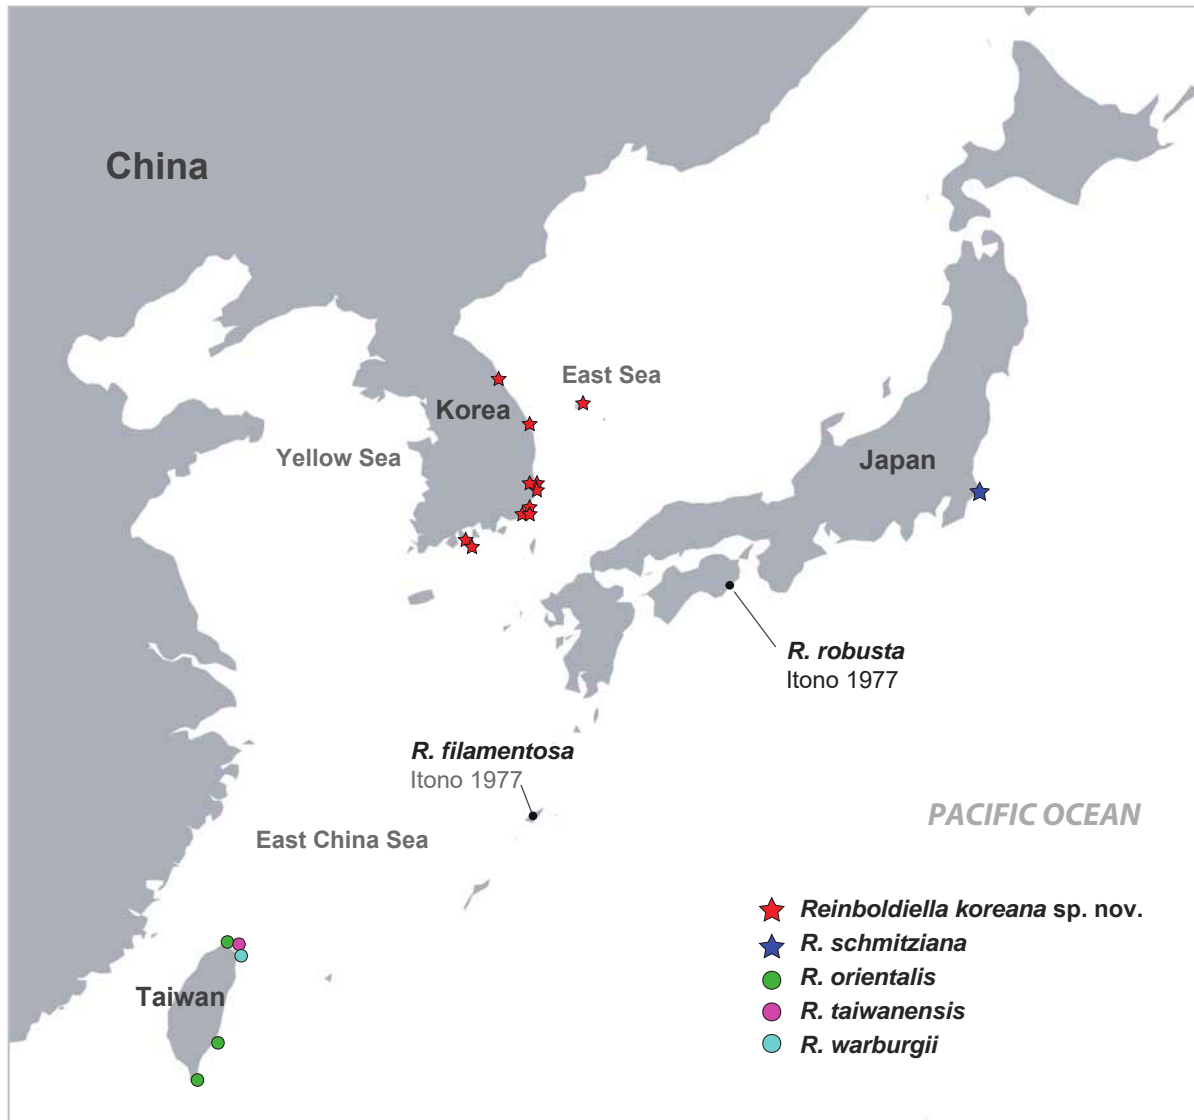 China
East Sea
Korea
Yellow Sea
Japan
R. robusta
Itono 1977
R. filamentosa
Itono 1977
PACIFIC OCEAN
East China Sea
Reinboldiella koreana sp. nov.
R. schmitziana
R. orientalis
Taiwan
R. taiwanensis
R. warburgii